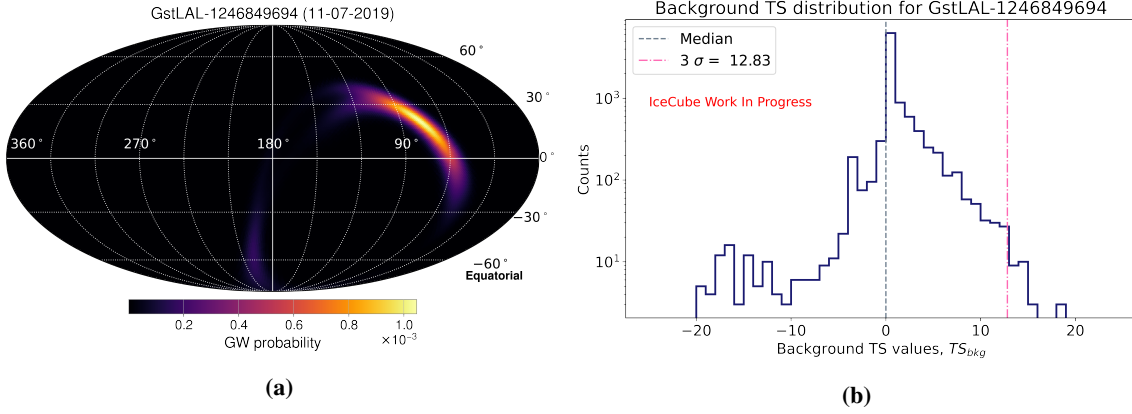 GstLAL-1246849694 (11-07-2019)
60°
30°
360° 270° 180° 90° 0°
−30°
−60°
Equatorial
0.2 0.4 0.6 0.8 1.0
GW probability ×10⁻³
(a)
Background TS distribution for GstLAL-1246849694
Median
3 σ = 12.83
IceCube Work In Progress
10³
10²
10¹
Counts
−20 −10 0 10 20
Background TS values, TS_bkg
(b)